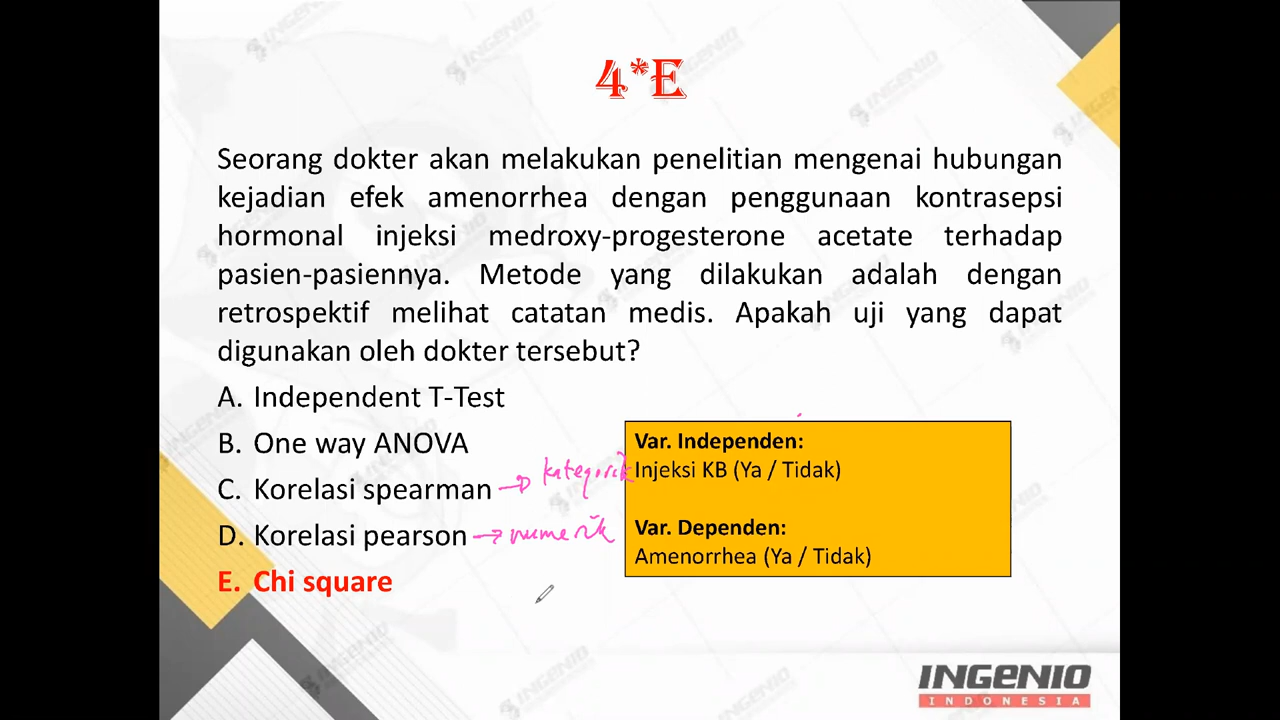 4*E
Seorang dokter akan melakukan penelitian mengenai hubungan
kejadian efek amenorrhea dengan penggunaan kontrasepsi
hormonal injeksi medroxy-progesterone acetate terhadap
pasien-pasiennya. Metode yang dilakukan adalah dengan
retrospektif melihat catatan medis. Apakah uji yang dapat
digunakan oleh dokter tersebut?
A. Independent T-Test
B. One way ANOVA
C. Korelasi spearman → kategorik
D. Korelasi pearson → numerik
E. Chi square
Var. Independen:
Injeksi KB (Ya / Tidak)
Var. Dependen:
Amenorrhea (Ya / Tidak)
INGENIO
INDONESIA